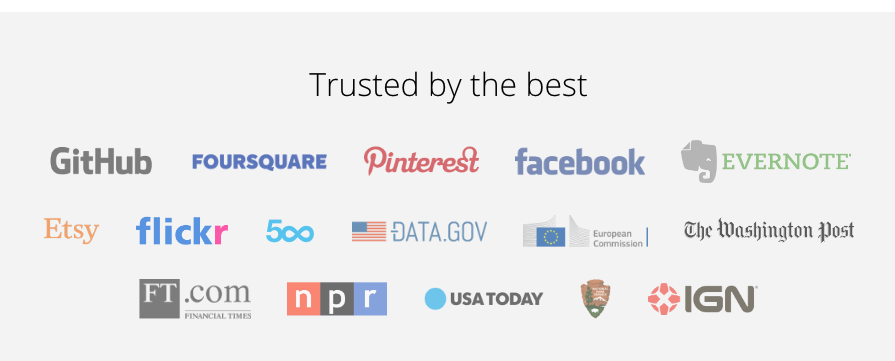 Trusted by the best
GitHub FOURSQUARE Pinterest facebook EVERNOTE
Etsy flickr 500 DATA.GOV European Commission The Washington Post
FT.com FINANCIAL TIMES npr USA TODAY IGN